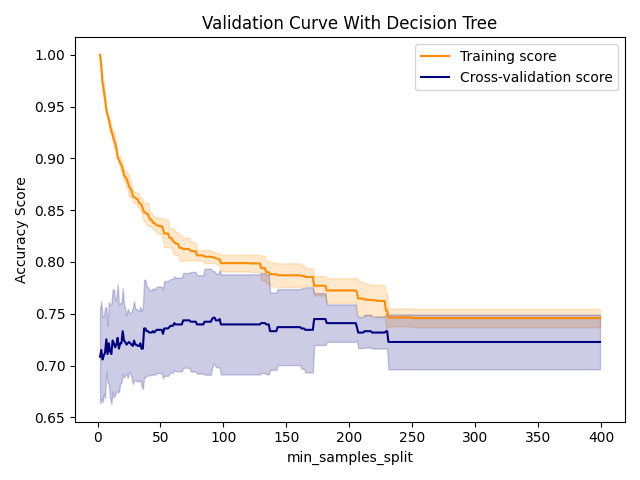 Validation Curve With Decision Tree
Training score
Cross-validation score
Accuracy Score
1.00
0.95
0.90
0.85
0.80
0.75
0.70
0.65
0 50 100 150 200 250 300 350 400
min_samples_split